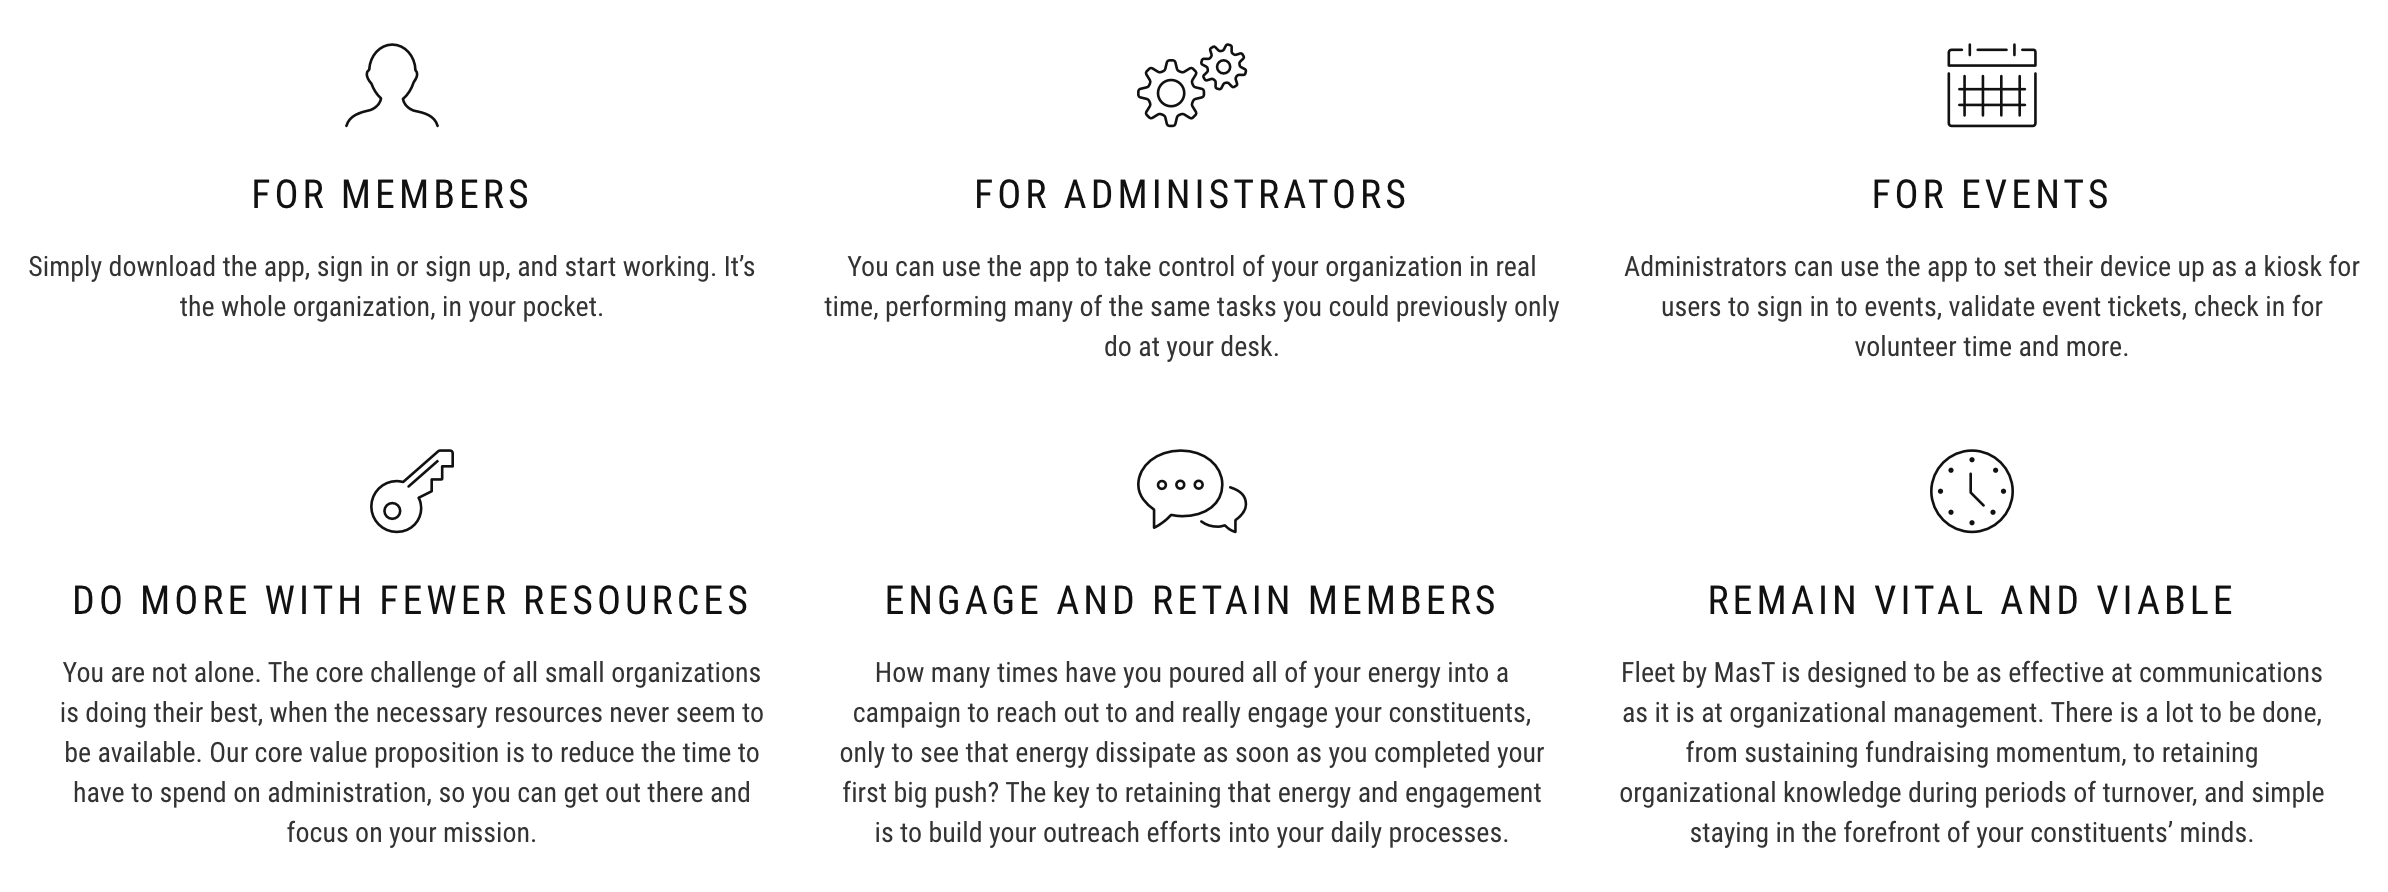 FOR MEMBERS
Simply download the app, sign in or sign up, and start working. It’s
the whole organization, in your pocket.
FOR ADMINISTRATORS
You can use the app to take control of your organization in real
time, performing many of the same tasks you could previously only
do at your desk.
FOR EVENTS
Administrators can use the app to set their device up as a kiosk for
users to sign in to events, validate event tickets, check in for
volunteer time and more.
DO MORE WITH FEWER RESOURCES
You are not alone. The core challenge of all small organizations
is doing their best, when the necessary resources never seem to
be available. Our core value proposition is to reduce the time to
have to spend on administration, so you can get out there and
focus on your mission.
ENGAGE AND RETAIN MEMBERS
How many times have you poured all of your energy into a
campaign to reach out to and really engage your constituents,
only to see that energy dissipate as soon as you completed your
first big push? The key to retaining that energy and engagement
is to build your outreach efforts into your daily processes.
REMAIN VITAL AND VIABLE
Fleet by MasT is designed to be as effective at communications
as it is at organizational management. There is a lot to be done,
from sustaining fundraising momentum, to retaining
organizational knowledge during periods of turnover, and simple
staying in the forefront of your constituents’ minds.